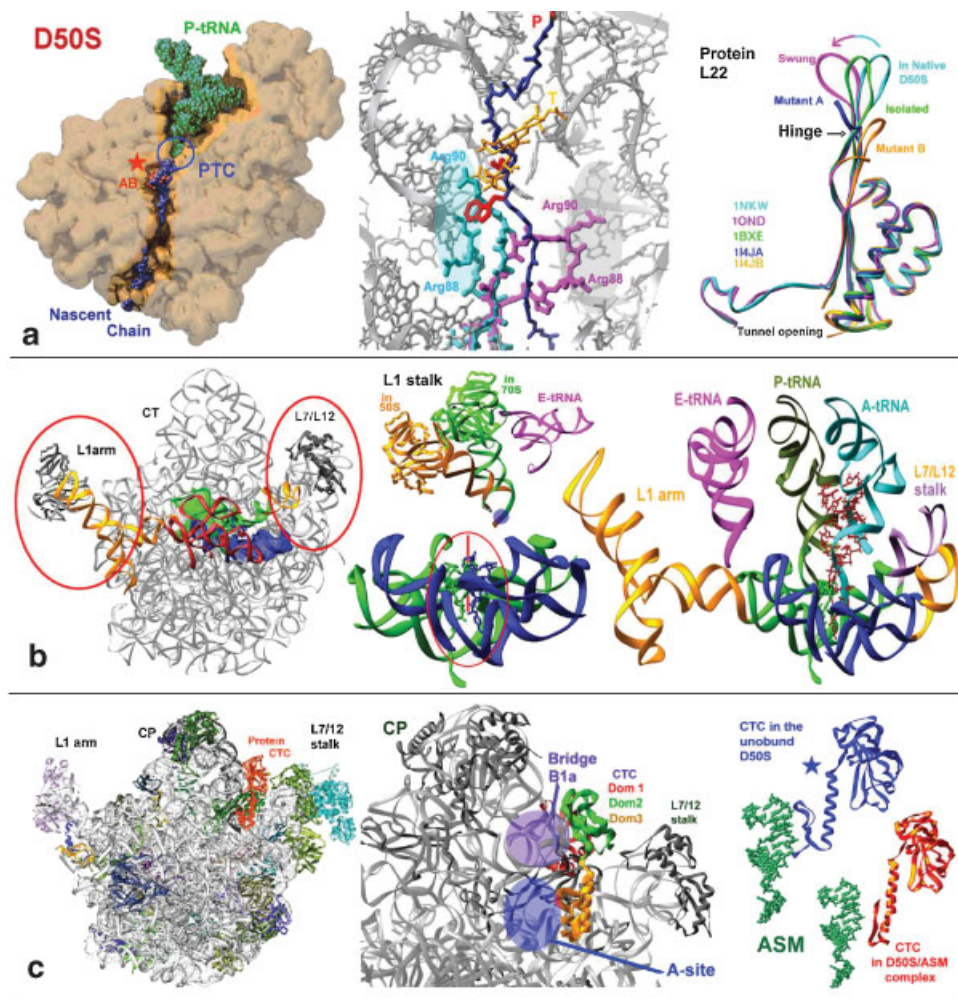 D50S
P-tRNA
AB
PTC
Nascent
Chain
a
P
T
Arg90
Arg90
Arg88
Arg88
Protein
L22
Swung
In Native
D50S
Mutant A
Isolated
Hinge
Mutant B
1NKW
1OND
1BXE
1I4JA
1I4JB
Tunnel opening
CT
L1arm
L7/L12
b
L1 stalk
in
50S
in
70S
E-tRNA
L1 arm
E-tRNA
P-tRNA
A-tRNA
L7/L12
stalk
L1 arm
CP
Protein
CTC
L7/12
stalk
c
CP
Bridge
B1a
CTC
Dom 1
Dom2
Dom3
L7/12
stalk
A-site
CTC in the
unobund
D50S
ASM
CTC
in D50S/ASM
complex